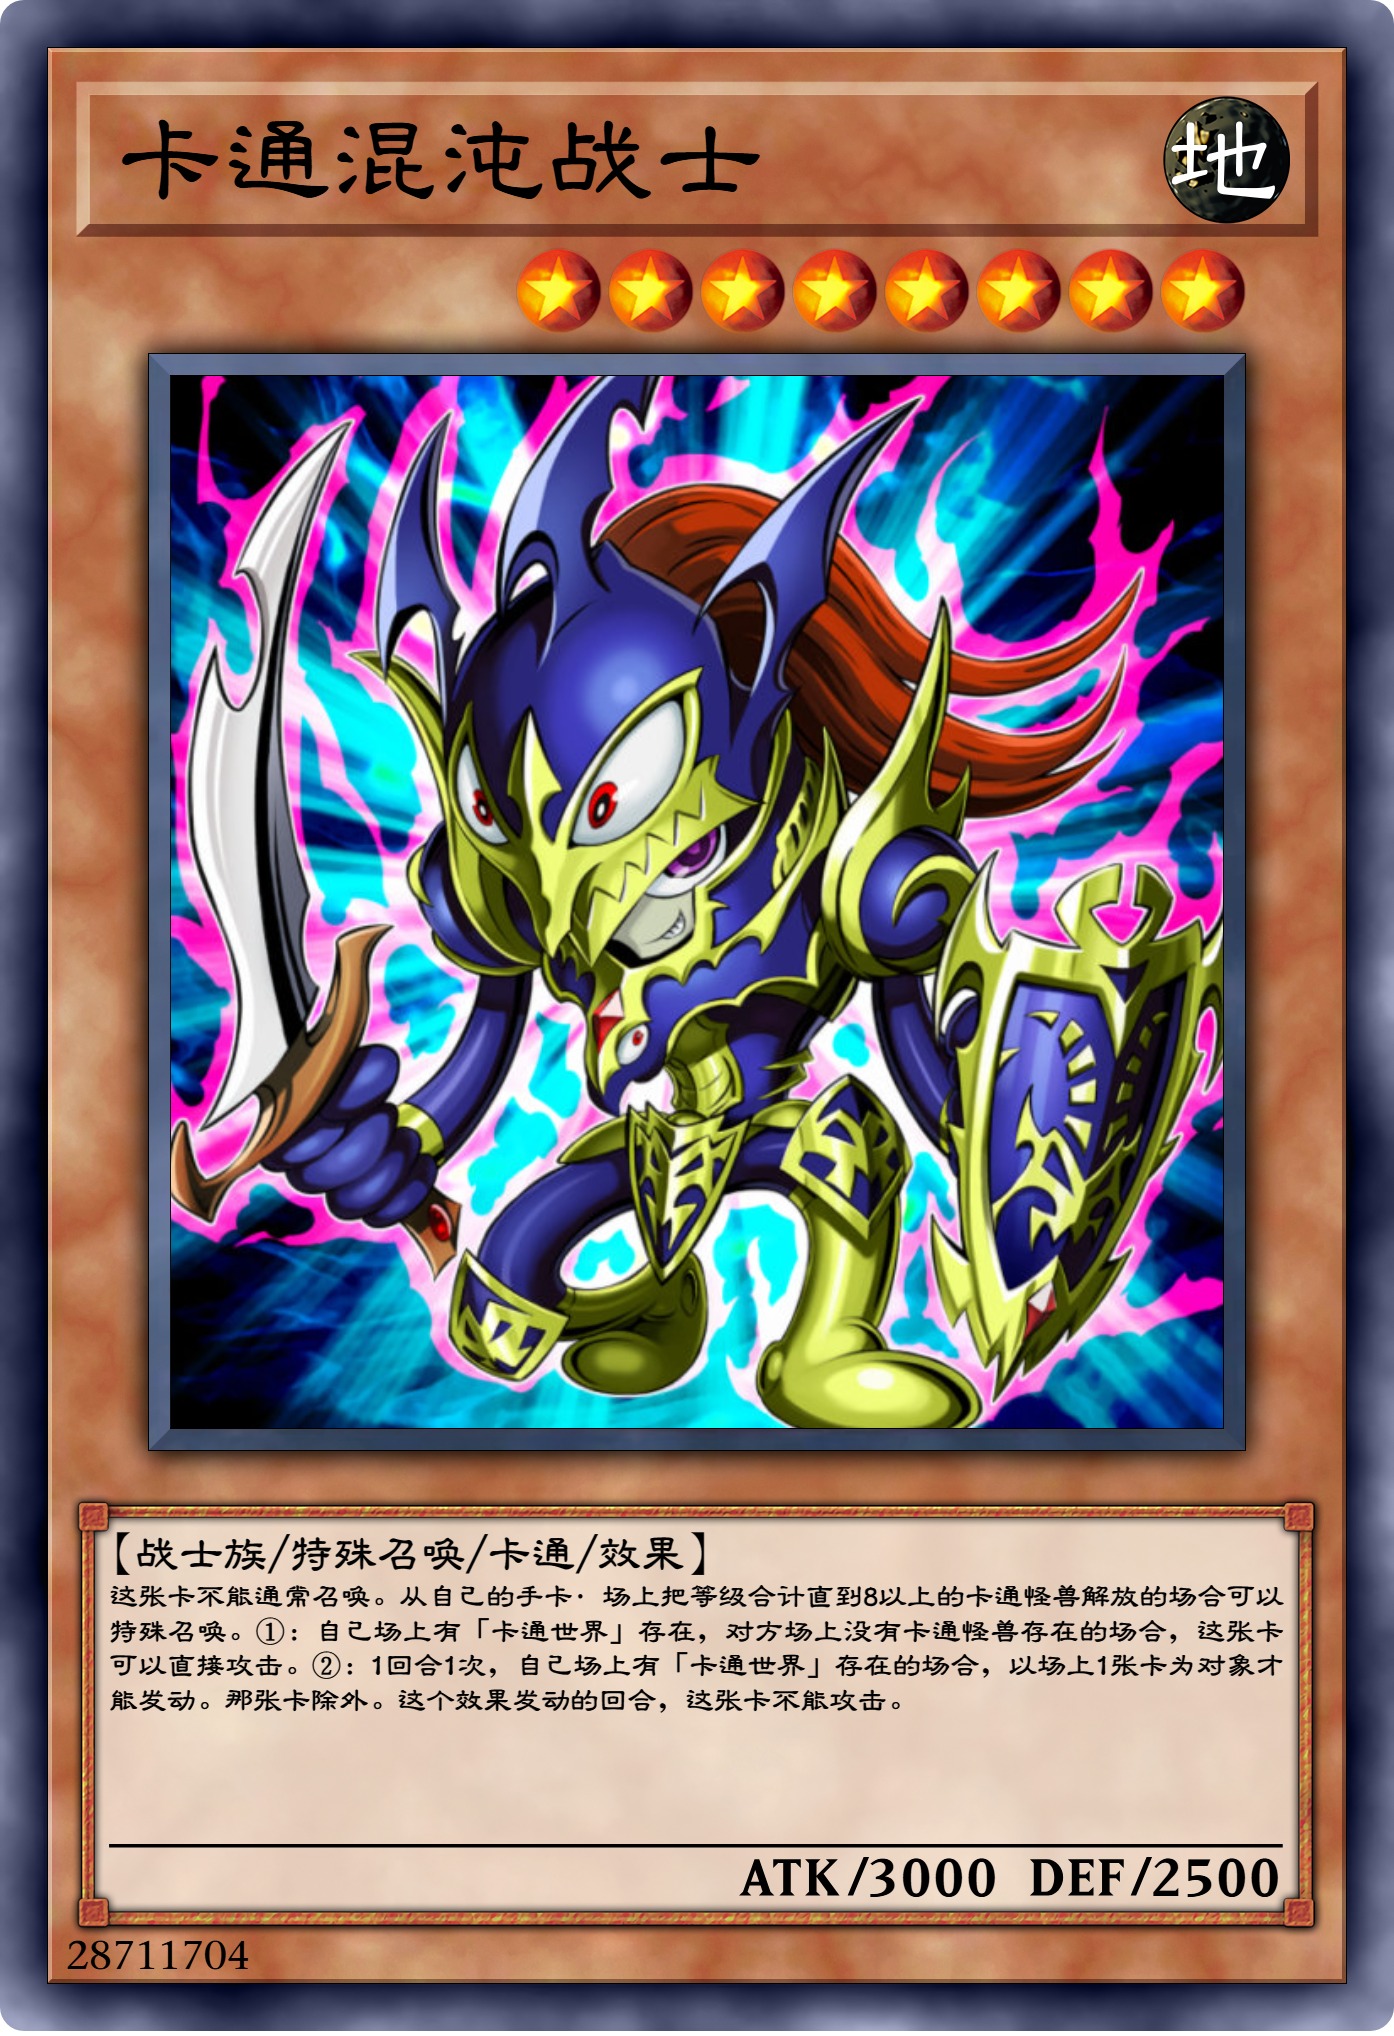 卡通混沌战士
地
【战士族/特殊召唤/卡通/效果】
这张卡不能通常召唤。从自己的手卡·场上把等级合计直到8以上的卡通怪兽解放的场合可以
特殊召唤。①：自己场上有「卡通世界」存在，对方场上没有卡通怪兽存在的场合，这张卡
可以直接攻击。②：1回合1次，自己场上有「卡通世界」存在的场合，以场上1张卡为对象才
能发动。那张卡除外。这个效果发动的回合，这张卡不能攻击。
ATK/3000 DEF/2500
28711704